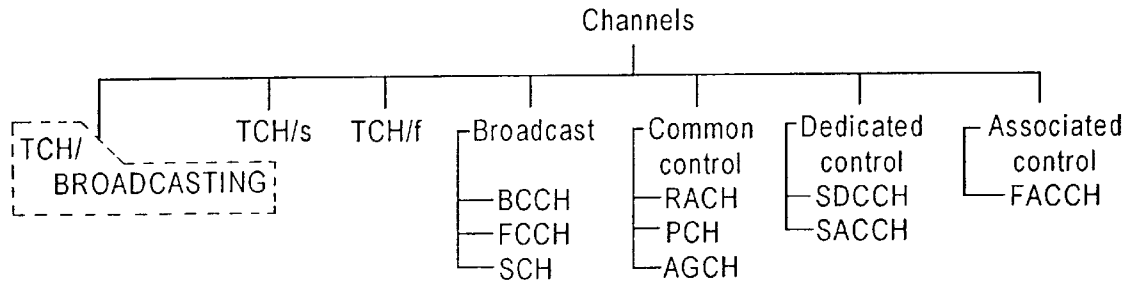 Channels
TCH/
BROADCASTING
TCH/s
TCH/f
Broadcast
BCCH
FCCH
SCH
Common
control
RACH
PCH
AGCH
Dedicated
control
SDCCH
SACCH
Associated
control
FACCH